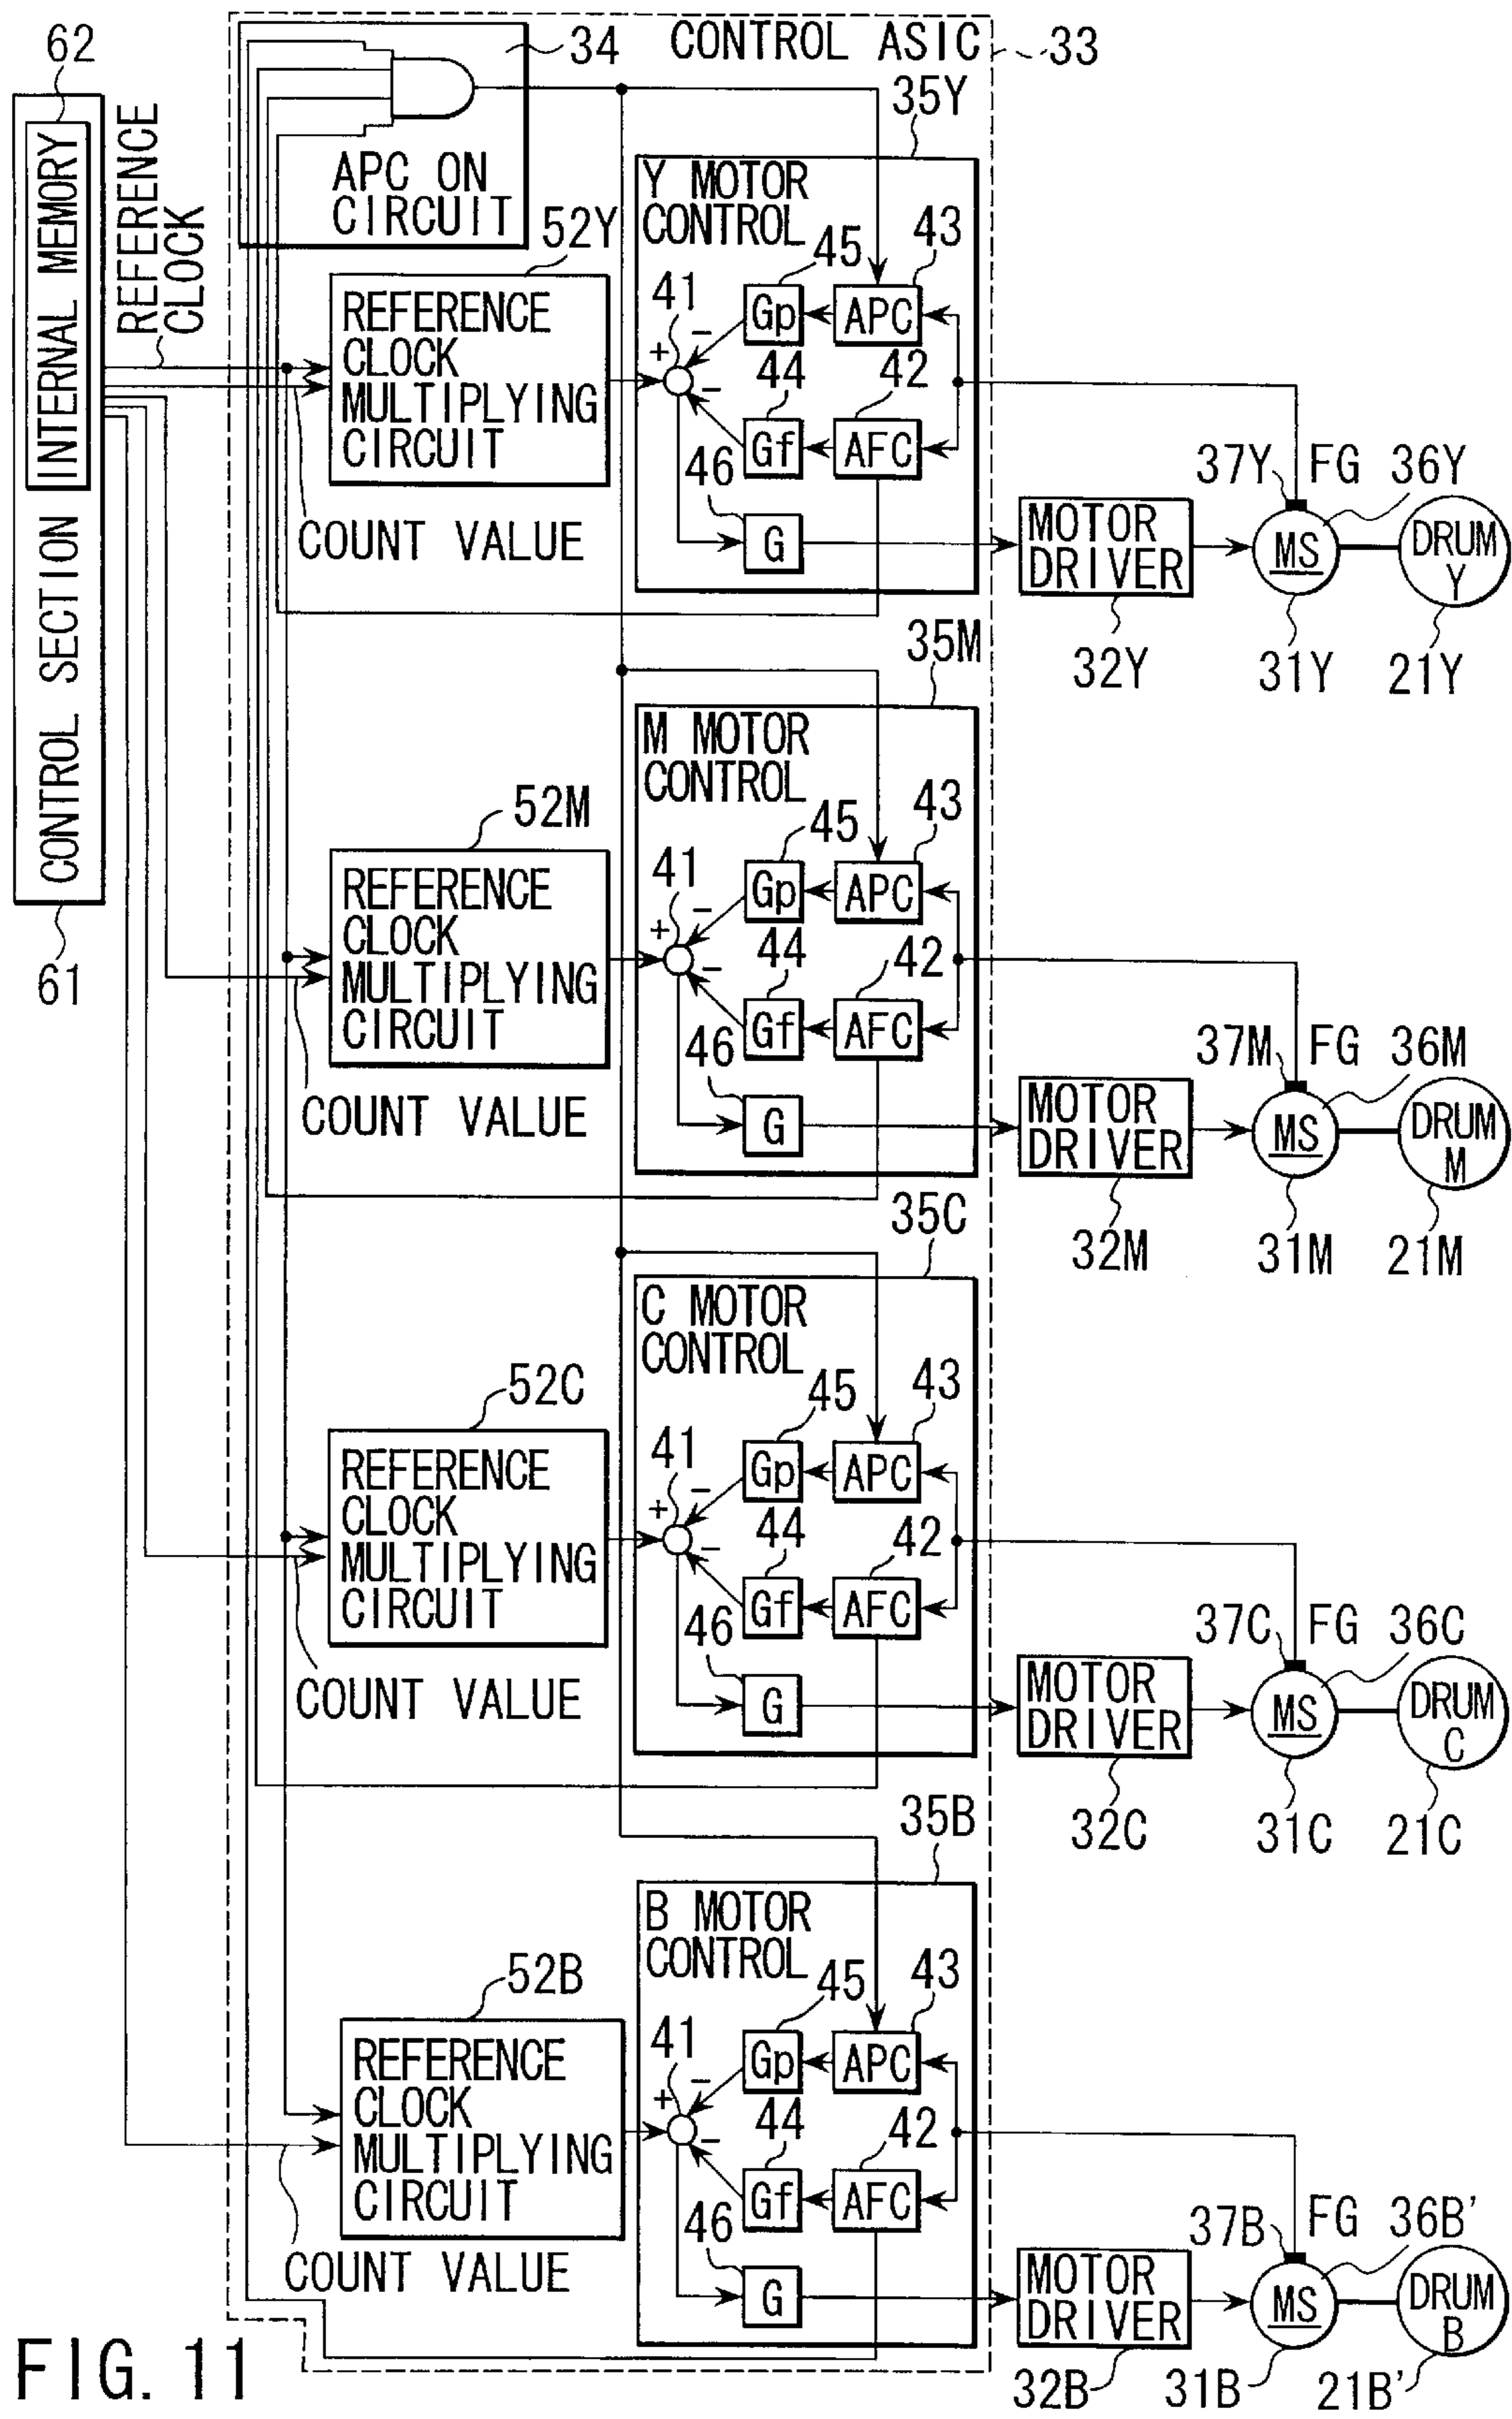 62
34
CONTROL ASIC
33
INTERNAL MEMORY
CONTROL SECTION
61
REFERENCE
CLOCK
APC ON
CIRCUIT
35Y
Y MOTOR
CONTROL
52Y
REFERENCE
CLOCK
MULTIPLYING
CIRCUIT
COUNT VALUE
41
+
-
-
45
Gp
43
APC
44
Gf
42
AFC
46
G
MOTOR
DRIVER
32Y
37Y
FG
36Y
MS
31Y
DRUM
Y
21Y
35M
M MOTOR
CONTROL
52M
REFERENCE
CLOCK
MULTIPLYING
CIRCUIT
COUNT VALUE
41
+
-
-
45
Gp
43
APC
44
Gf
42
AFC
46
G
MOTOR
DRIVER
32M
37M
FG
36M
MS
31M
DRUM
M
21M
35C
C MOTOR
CONTROL
52C
REFERENCE
CLOCK
MULTIPLYING
CIRCUIT
COUNT VALUE
41
+
-
-
45
Gp
43
APC
44
Gf
42
AFC
46
G
MOTOR
DRIVER
32C
37C
FG
36C
MS
31C
DRUM
C
21C
35B
B MOTOR
CONTROL
52B
REFERENCE
CLOCK
MULTIPLYING
CIRCUIT
COUNT VALUE
41
+
-
-
45
Gp
43
APC
44
Gf
42
AFC
46
G
MOTOR
DRIVER
32B
37B
FG
36B'
MS
31B
DRUM
B
21B'
FIG. 11